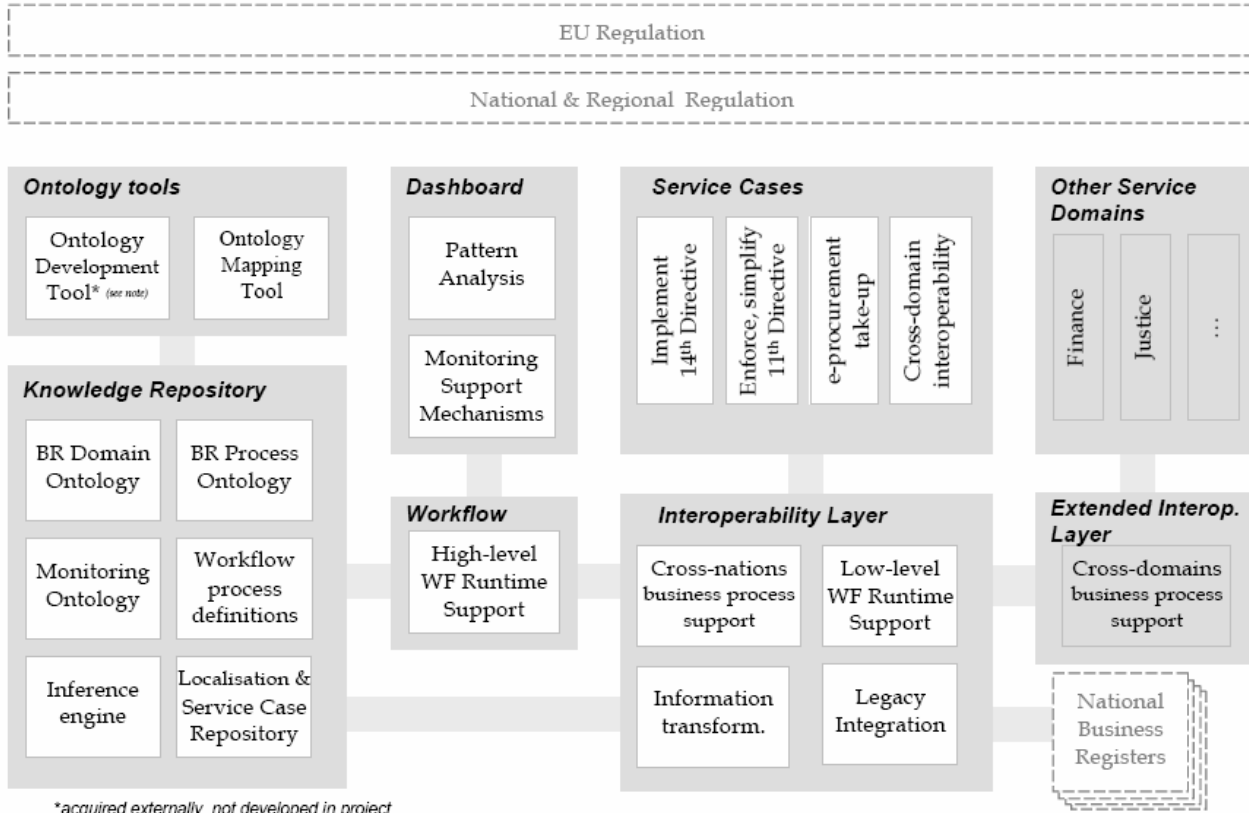 EU Regulation
National & Regional Regulation
Ontology tools
Ontology
Development
Tool* (see note)
Ontology
Mapping
Tool
Dashboard
Pattern
Analysis
Monitoring
Support
Mechanisms
Service Cases
Implement
14th Directive
Enforce, simplify
11th Directive
e-procurement
take-up
Cross-domain
interoperability
Other Service
Domains
Finance
Justice
...
Knowledge Repository
BR Domain
Ontology
BR Process
Ontology
Monitoring
Ontology
Workflow
process
definitions
Inference
engine
Localisation &
Service Case
Repository
Workflow
High-level
WF Runtime
Support
Interoperability Layer
Cross-nations
business process
support
Low-level
WF Runtime
Support
Information
transform.
Legacy
Integration
Extended Interop.
Layer
Cross-domains
business process
support
National
Business
Registers
*acquired externally, not developed in project